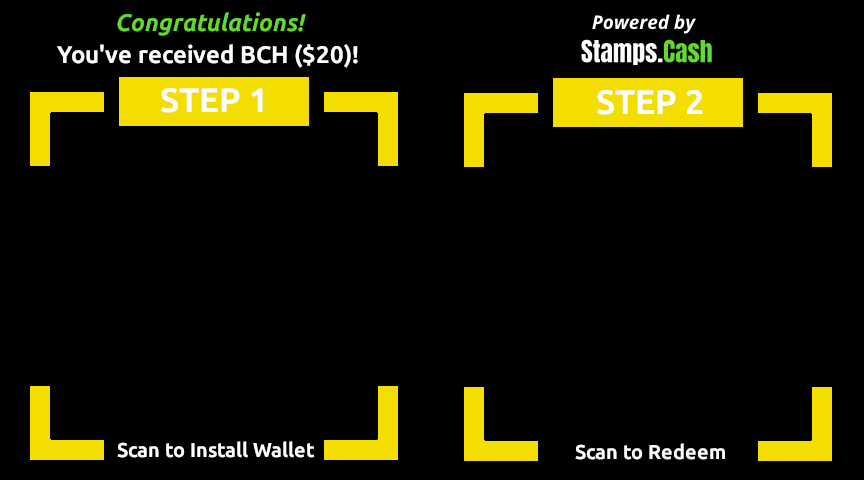 Congratulations!
You've received BCH ($20)!
STEP 1
Scan to Install Wallet
Powered by
Stamps.Cash
STEP 2
Scan to Redeem